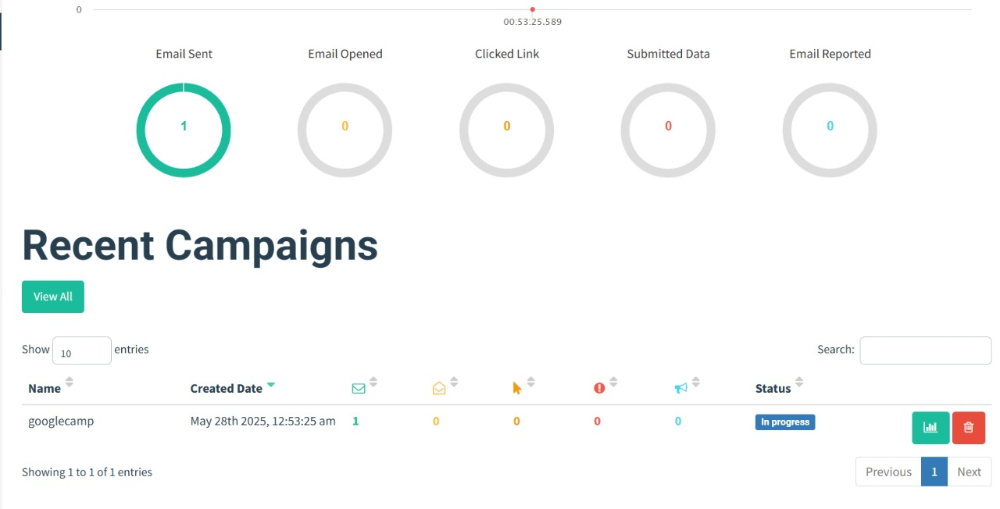 0
00:53:25.589
Email Sent Email Opened Clicked Link Submitted Data Email Reported
1 0 0 0 0
Recent Campaigns
View All
Show 10 entries Search:
Name Created Date Status
googlecamp May 28th 2025, 12:53:25 am 1 0 0 0 0 In progress
Showing 1 to 1 of 1 entries Previous 1 Next